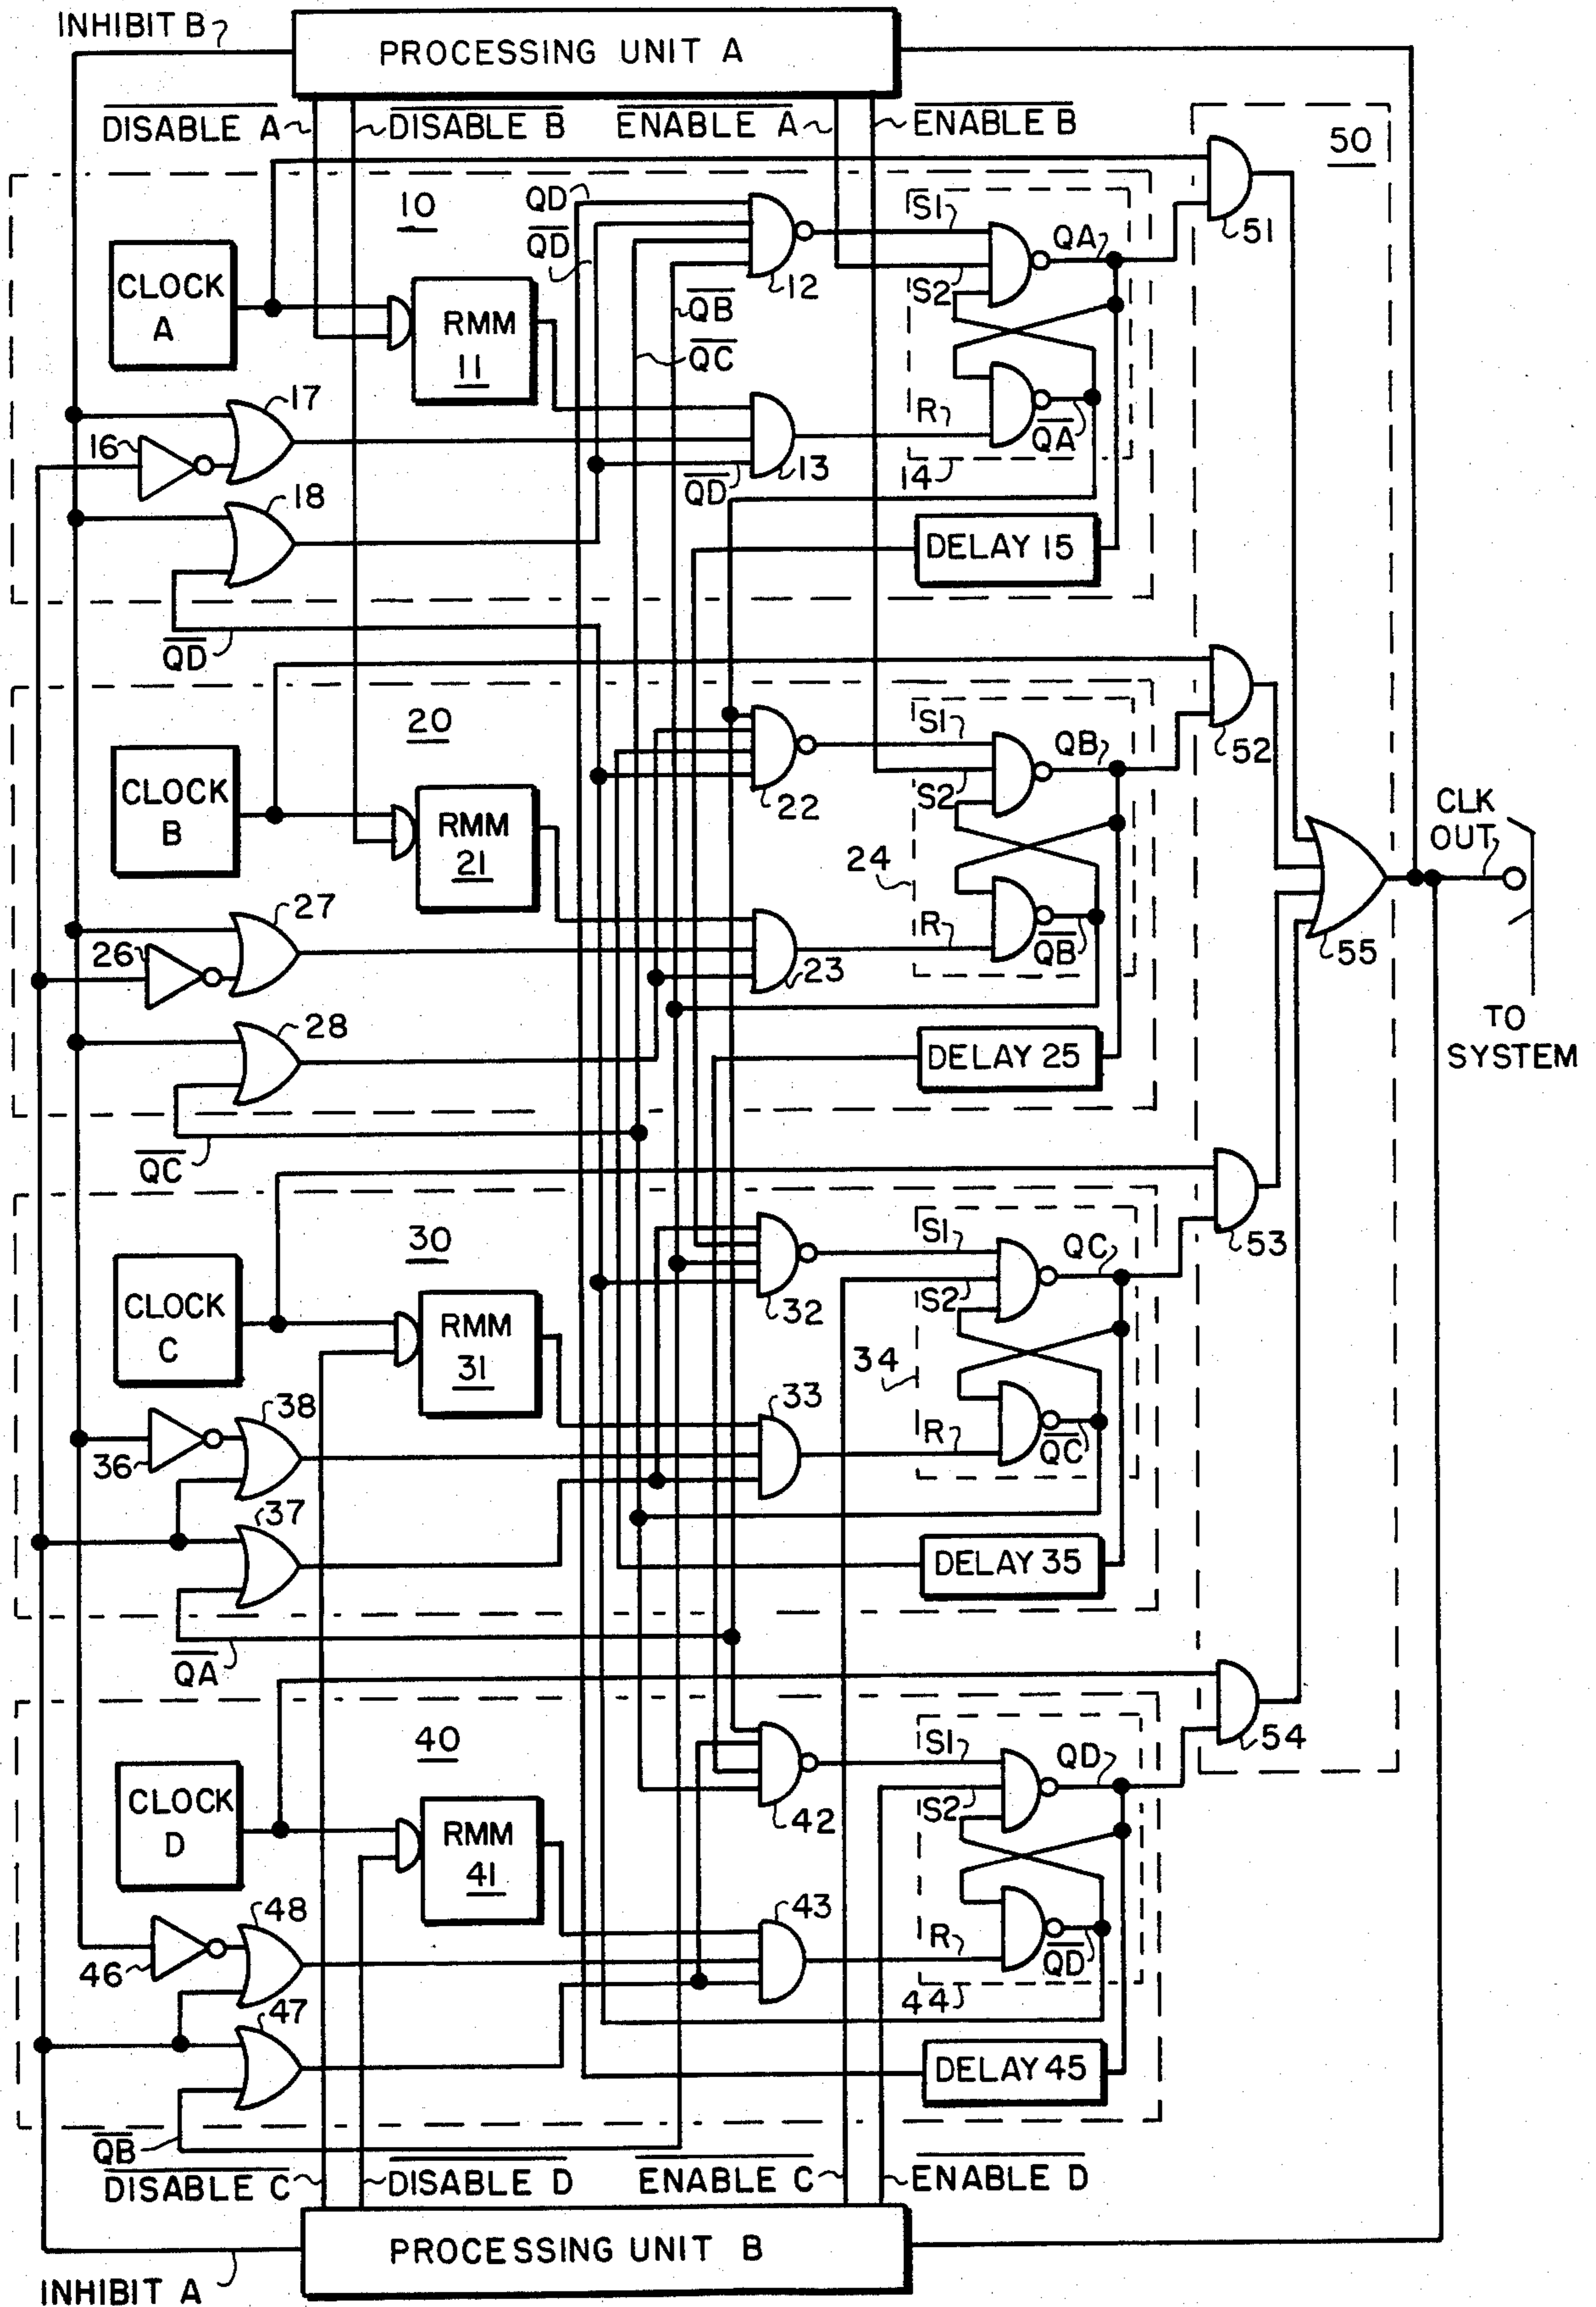 INHIBIT B
PROCESSING UNIT A
DISABLE A
DISABLE B
ENABLE A
ENABLE B
50
10
QD
QD
S1
QA
51
CLOCK
A
RMM
11
12
S2
QB
QC
17
16
R
QA
13
QD
14
18
DELAY 15
QD
20
S1
QB
52
CLOCK
B
RMM
21
22
S2
CLK
OUT
24
27
26
23
R
QB
55
28
DELAY 25
TO
SYSTEM
QC
30
S1
QC
53
CLOCK
C
RMM
31
32
S2
34
38
33
36
R
QC
37
DELAY 35
QA
40
S1
QD
54
CLOCK
D
RMM
41
42
S2
48
43
46
R
QD
47
44
DELAY 45
QB
DISABLE C
DISABLE D
ENABLE C
ENABLE D
PROCESSING UNIT B
INHIBIT A